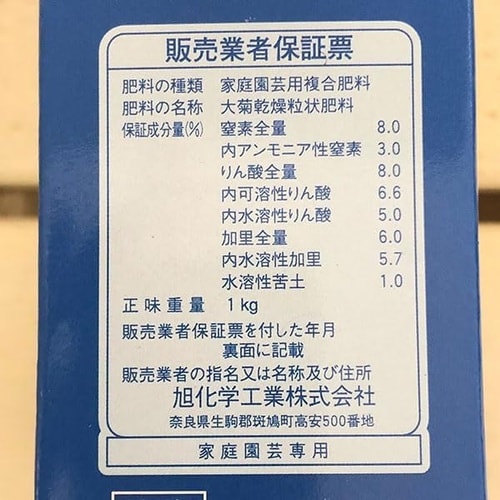 販売業者保証票
肥料の種類 家庭園芸用複合肥料
肥料の名称 大菊乾燥粒状肥料
保証成分量(%) 窒素全量 8.0
内アンモニア性窒素 3.0
りん酸全量 8.0
内可溶性りん酸 6.6
内水溶性りん酸 5.0
加里全量 6.0
内水溶性加里 5.7
水溶性苦土 1.0
正味重量 1kg
販売業者保証票を付した年月
裏面に記載
販売業者の指名又は名称及び住所
旭化学工業株式会社
奈良県生駒郡斑鳩町高安500番地
家庭園芸専用